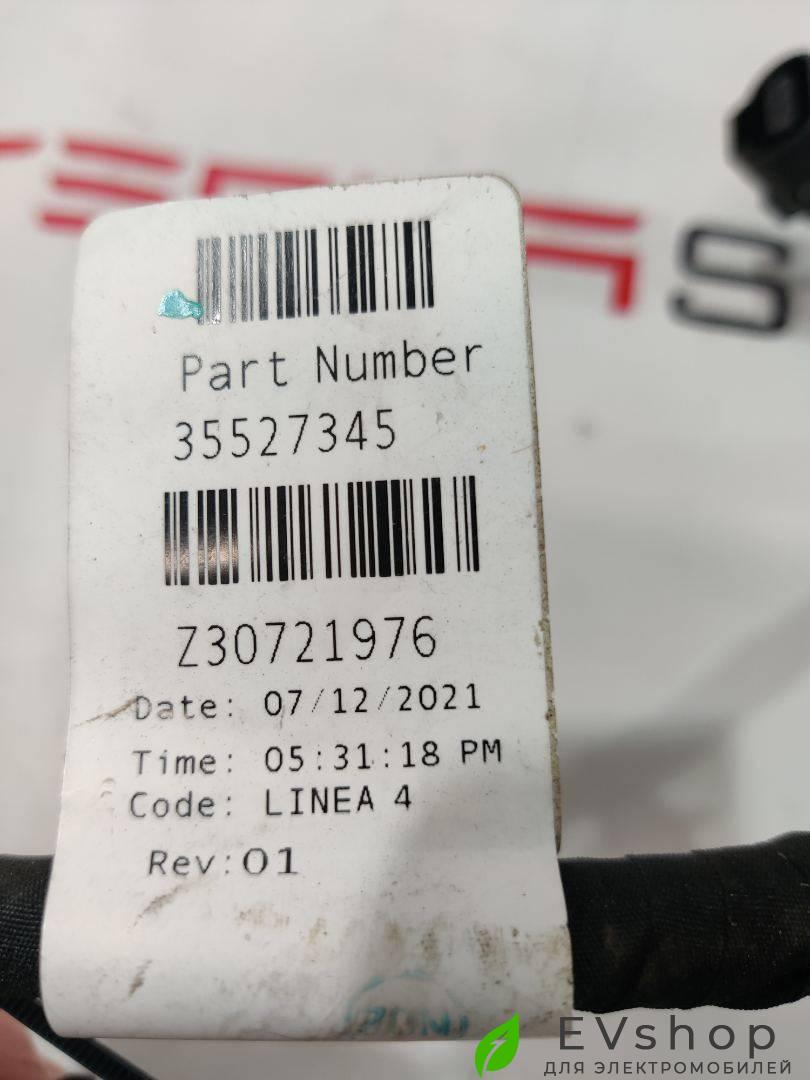 Part Number
35527345
Z30721976
Date: 07/12/2021
Time: 05:31:18 PM
Code: LINEA 4
Rev:01
EVshop
ДЛЯ ЭЛЕКТРОМОБИЛЕЙ